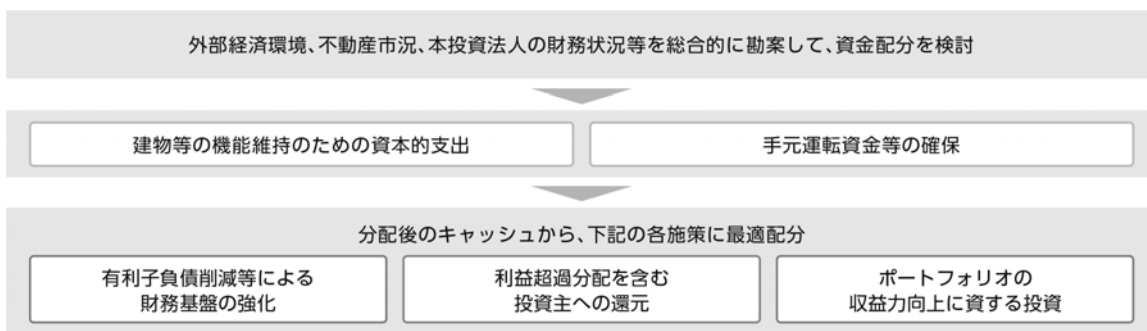 外部経済環境、不動産市況、本投資法人の財務状況等を総合的に勘案して、資金配分を検討
建物等の機能維持のための資本的支出
手元運転資金等の確保
分配後のキャッシュから、下記の各施策に最適配分
有利子負債削減等による
財務基盤の強化
利益超過分配を含む
投資主への還元
ポートフォリオの
収益力向上に資する投資